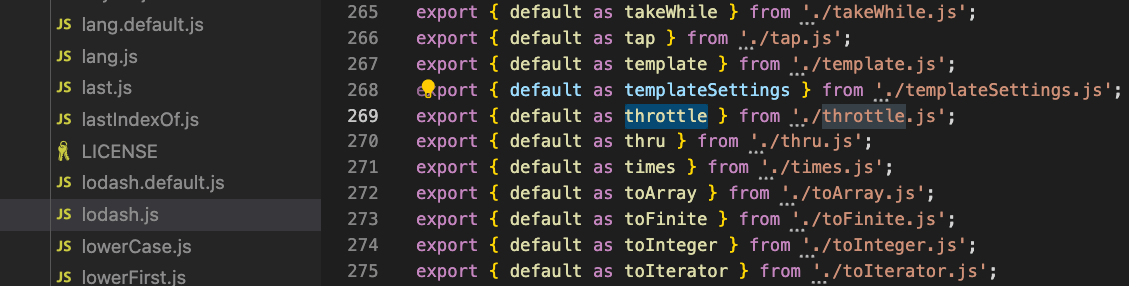 lang.default.js
JS lang.js
JS last.js
JS lastIndexOf.js
LICENSE
JS lodash.default.js
JS lodash.js
JS lowerCase.js
JS lowerFirst.js
265 export { default as takeWhile } from './takeWhile.js';
266 export { default as tap } from './tap.js';
267 export { default as template } from './template.js';
268 export { default as templateSettings } from './templateSettings.js';
269 export { default as throttle } from './throttle.js';
270 export { default as thru } from './thru.js';
271 export { default as times } from './times.js';
272 export { default as toArray } from './toArray.js';
273 export { default as toFinite } from './toFinite.js';
274 export { default as toInteger } from './toInteger.js';
275 export { default as toIterator } from './toIterator.js';